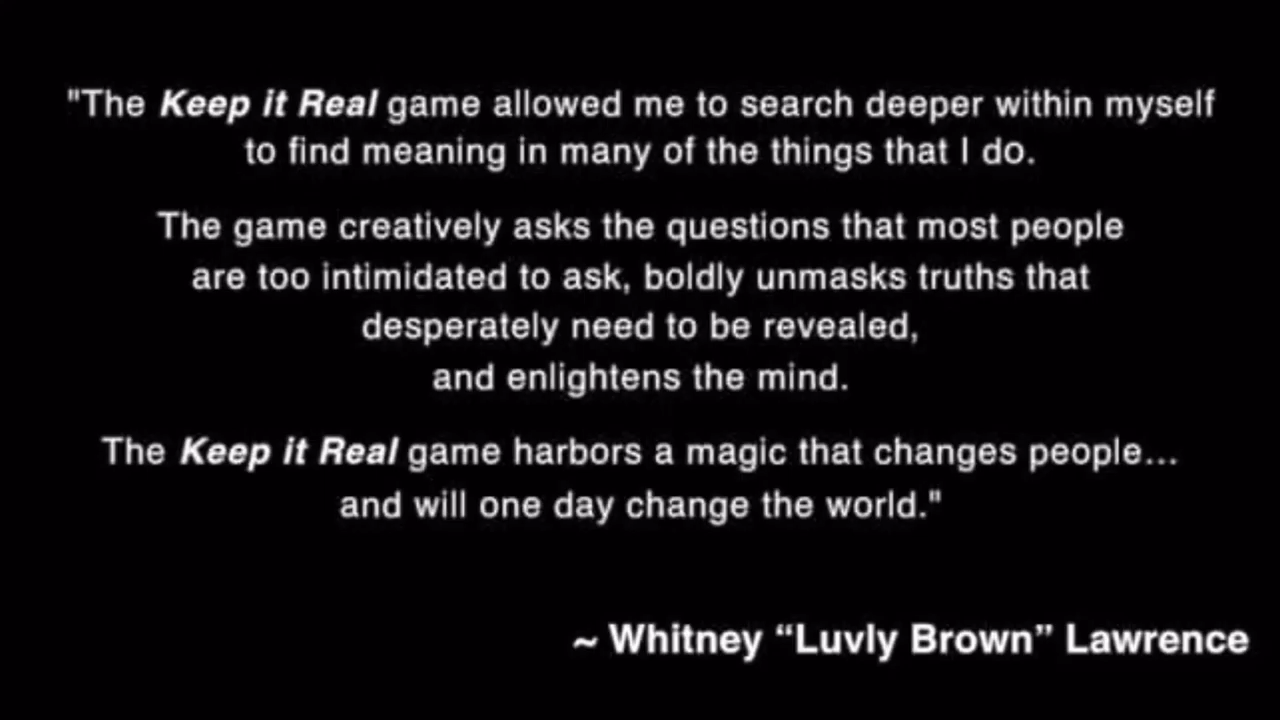 "The Keep it Real game allowed me to search deeper within myself
to find meaning in many of the things that I do.
The game creatively asks the questions that most people
are too intimidated to ask, boldly unmasks truths that
desperately need to be revealed,
and enlightens the mind.
The Keep it Real game harbors a magic that changes people...
and will one day change the world."
~ Whitney “Luvly Brown” Lawrence